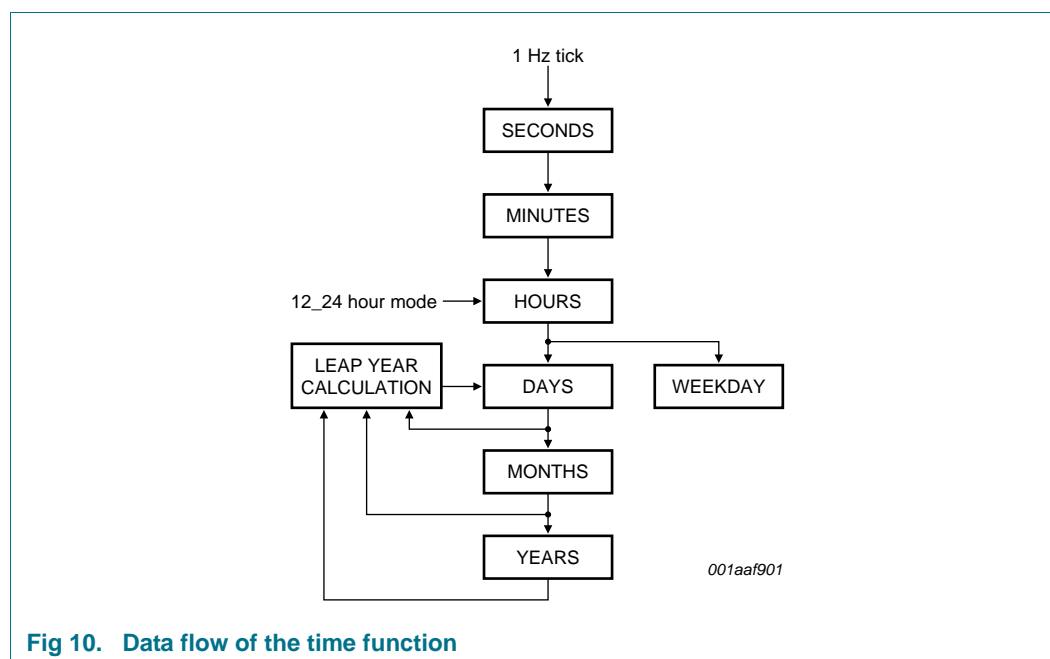 1 Hz tick
SECONDS
MINUTES
12_24 hour mode
HOURS
LEAP YEAR
CALCULATION
DAYS
WEEKDAY
MONTHS
YEARS
001aaf901
Fig 10. Data flow of the time function